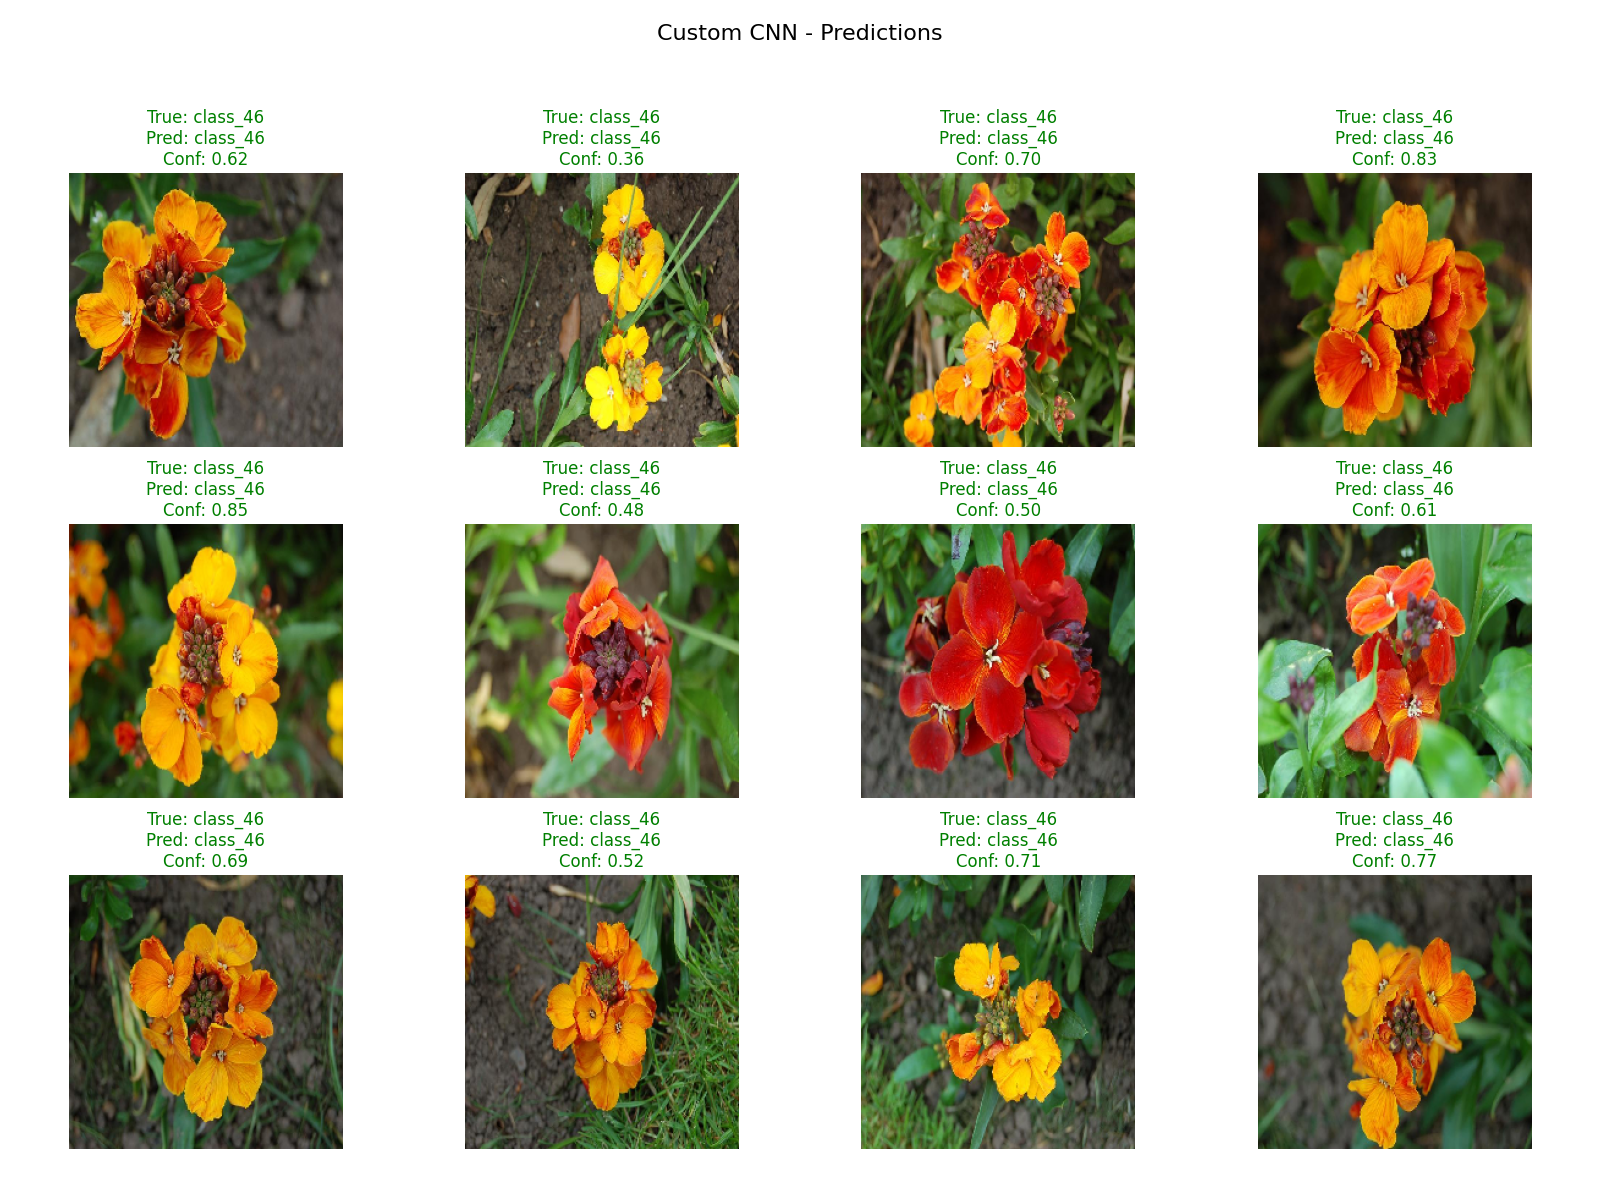 Custom CNN - Predictions
True: class_46
Pred: class_46
Conf: 0.62
True: class_46
Pred: class_46
Conf: 0.36
True: class_46
Pred: class_46
Conf: 0.70
True: class_46
Pred: class_46
Conf: 0.83
True: class_46
Pred: class_46
Conf: 0.85
True: class_46
Pred: class_46
Conf: 0.48
True: class_46
Pred: class_46
Conf: 0.50
True: class_46
Pred: class_46
Conf: 0.61
True: class_46
Pred: class_46
Conf: 0.69
True: class_46
Pred: class_46
Conf: 0.52
True: class_46
Pred: class_46
Conf: 0.71
True: class_46
Pred: class_46
Conf: 0.77